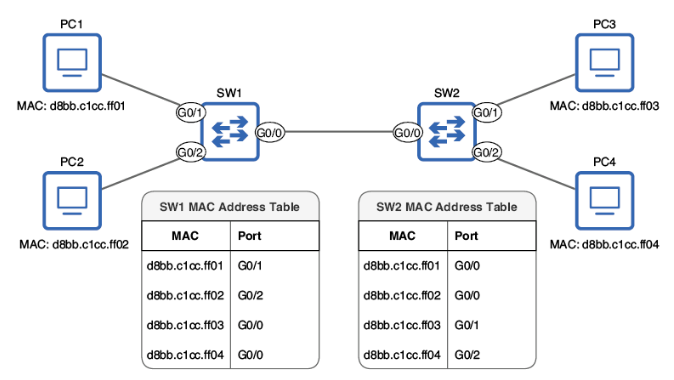 PC1
PC3
MAC: d8bb.c1cc.ff01
MAC: d8bb.c1cc.ff03
SW1
SW2
G0/1
G0/0
G0/2
G0/0
G0/1
G0/2
PC2
PC4
MAC: d8bb.c1cc.ff02
MAC: d8bb.c1cc.ff04
SW1 MAC Address Table
MAC Port
d8bb.c1cc.ff01 G0/1
d8bb.c1cc.ff02 G0/2
d8bb.c1cc.ff03 G0/0
d8bb.c1cc.ff04 G0/0
SW2 MAC Address Table
MAC Port
d8bb.c1cc.ff01 G0/0
d8bb.c1cc.ff02 G0/0
d8bb.c1cc.ff03 G0/1
d8bb.c1cc.ff04 G0/2